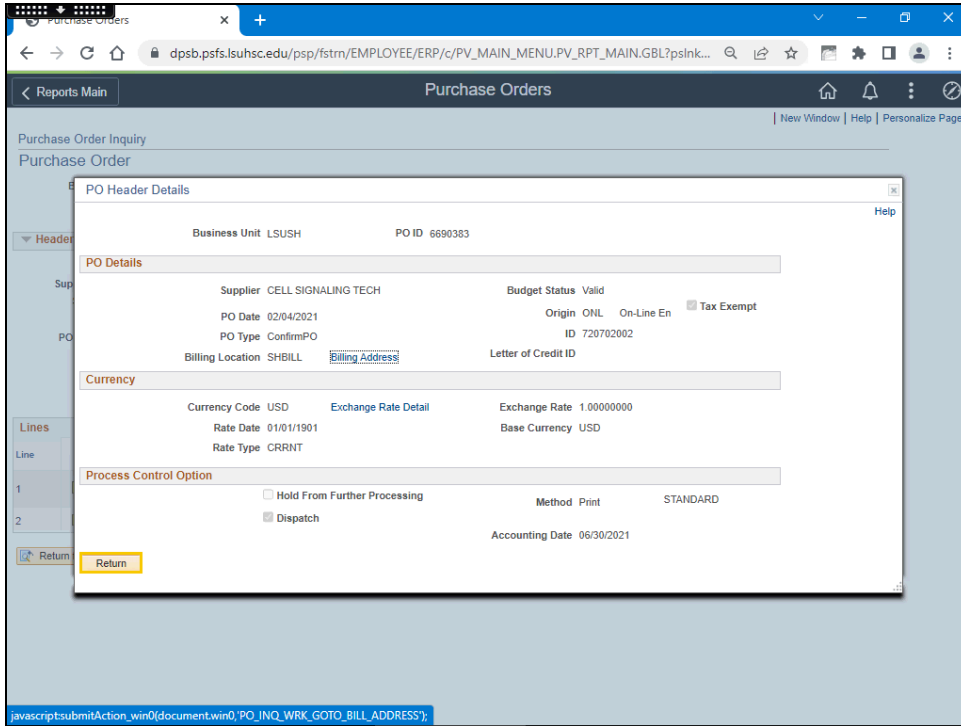 Purchase Orders
dpsb.psfs.lsuhsc.edu/psp/fstrn/EMPLOYEE/ERP/c/PV_MAIN_MENU.PV_RPT_MAIN.GBL?pslnk...
Reports Main
Purchase Orders
New Window | Help | Personalize Page
Purchase Order Inquiry
Purchase Order
PO Header Details
Help
Business Unit LSUSH PO ID 6690383
Header
PO Details
Sup
Supplier CELL SIGNALING TECH Budget Status Valid
PO Date 02/04/2021 Origin ONL On-Line En Tax Exempt
PO
PO Type ConfirmPO ID 720702002
Billing Location SHBILL Billing Address Letter of Credit ID
Currency
Currency Code USD Exchange Rate Detail Exchange Rate 1.00000000
Lines
Rate Date 01/01/1901 Base Currency USD
Line
Rate Type CRRNT
Process Control Option
1
Hold From Further Processing Method Print STANDARD
2
Dispatch
Accounting Date 06/30/2021
Return
Return
javascript:submitAction_win0(document.win0,'PO_INQ_WRK_GOTO_BILL_ADDRESS');